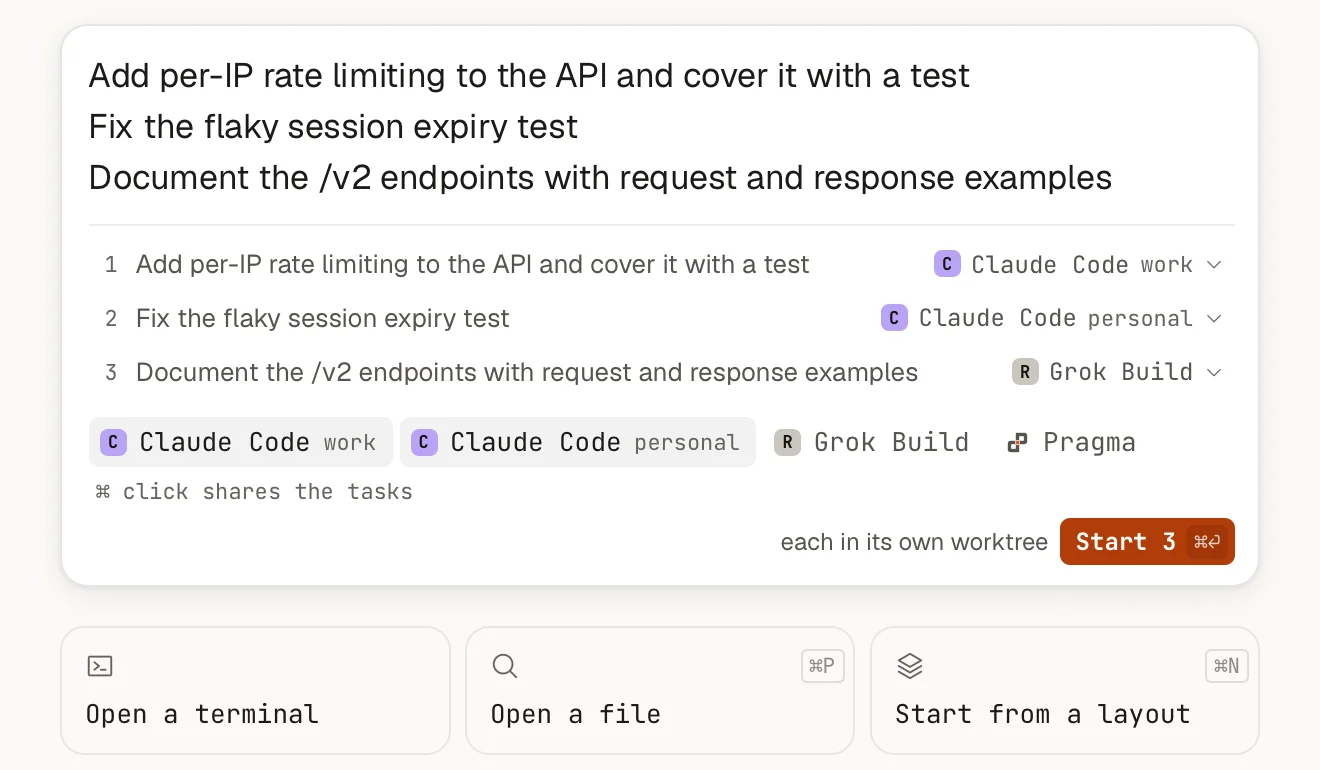 Add per-IP rate limiting to the API and cover it with a test
Fix the flaky session expiry test
Document the /v2 endpoints with request and response examples
1 Add per-IP rate limiting to the API and cover it with a test C Claude Code work
2 Fix the flaky session expiry test C Claude Code personal
3 Document the /v2 endpoints with request and response examples R Grok Build
C Claude Code work C Claude Code personal R Grok Build Pragma
⌘ click shares the tasks
each in its own worktree Start 3 ⌘⏎
⌘P ⌘N
Open a terminal Open a file Start from a layout